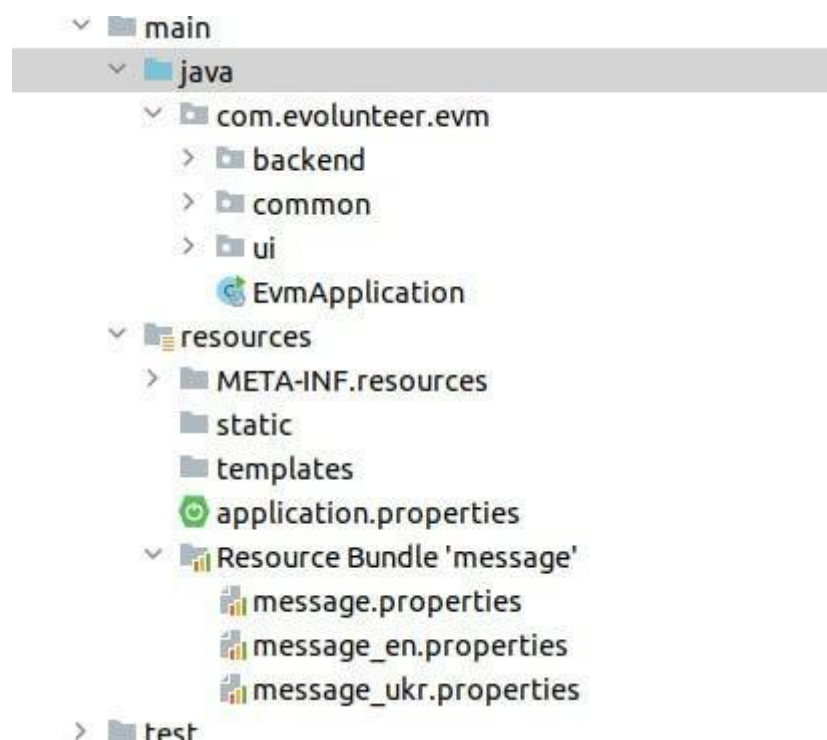 main
java
com.evolunteer.evm
backend
common
ui
EvmApplication
resources
META-INF.resources
static
templates
application.properties
Resource Bundle 'message'
message.properties
message_en.properties
message_ukr.properties
test